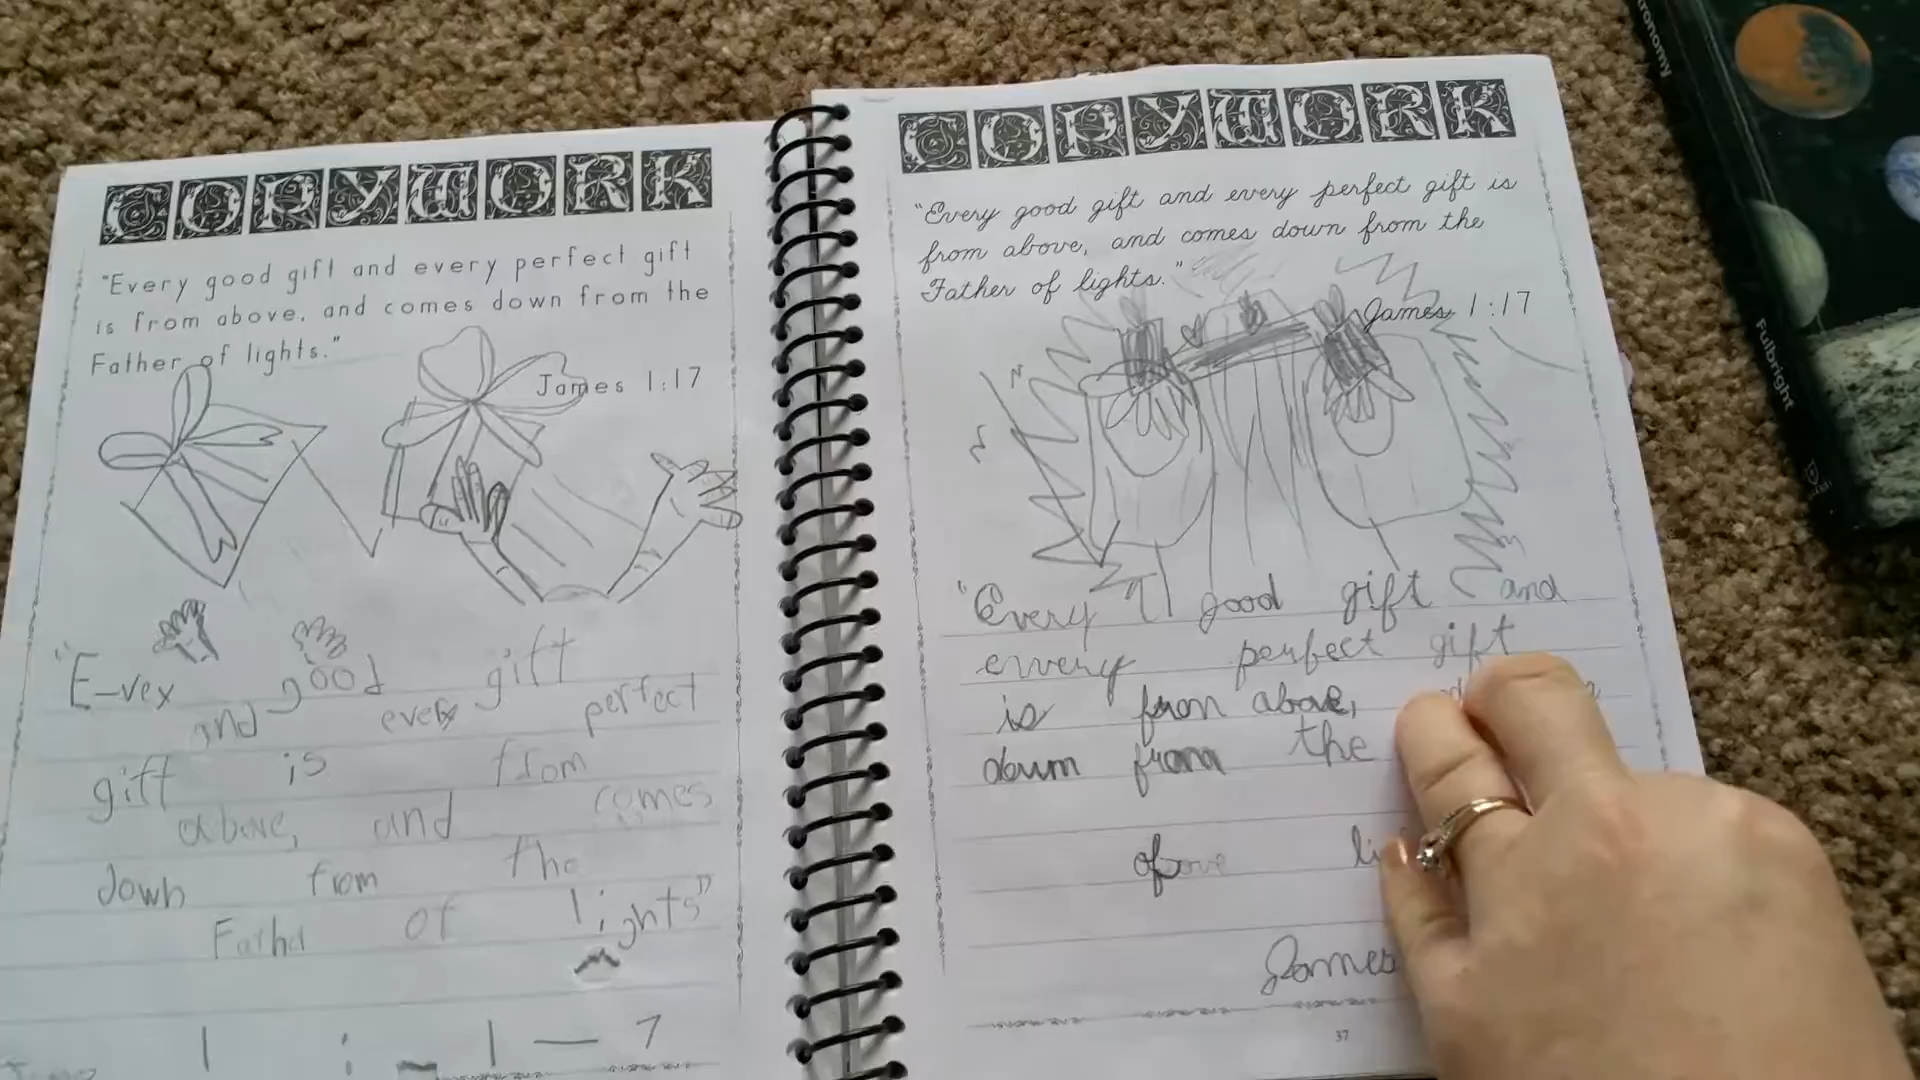 COPYWORK
"Every good gift and every perfect gift
is from above, and comes down from the
Father of lights."
James 1:17
"E-vex good gift
and every perfect
gift is from
above, and comes
down from the
Father of lights"
1 : - 1 — 7
COPYWORK
"Every good gift and every perfect gift is
from above, and comes down from the
Father of lights."
James 1:17
"Every good gift and
ewery perfect gift
is from above,
down from the
of
James
37
tronomy
Fulbright